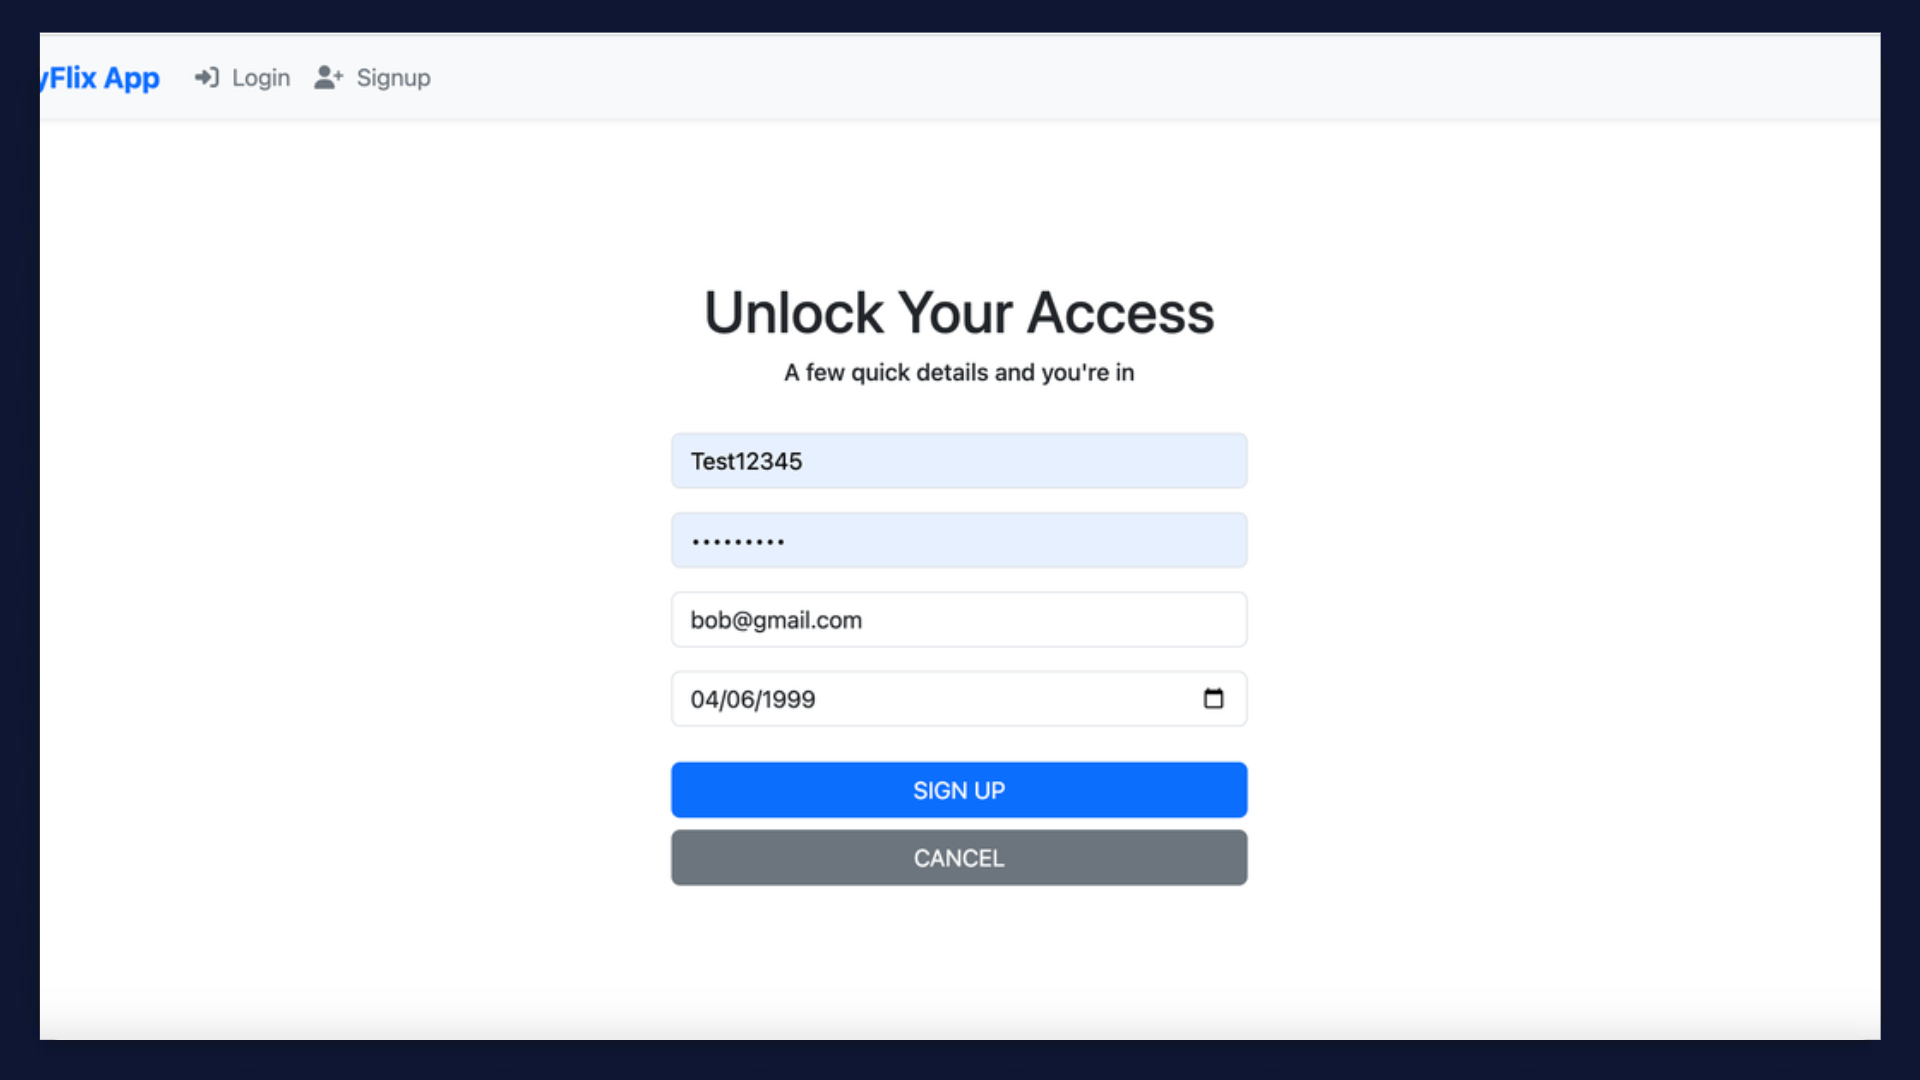 yFlix App Login Signup
Unlock Your Access
A few quick details and you're in
Test12345
•••••••••
bob@gmail.com
04/06/1999
SIGN UP
CANCEL